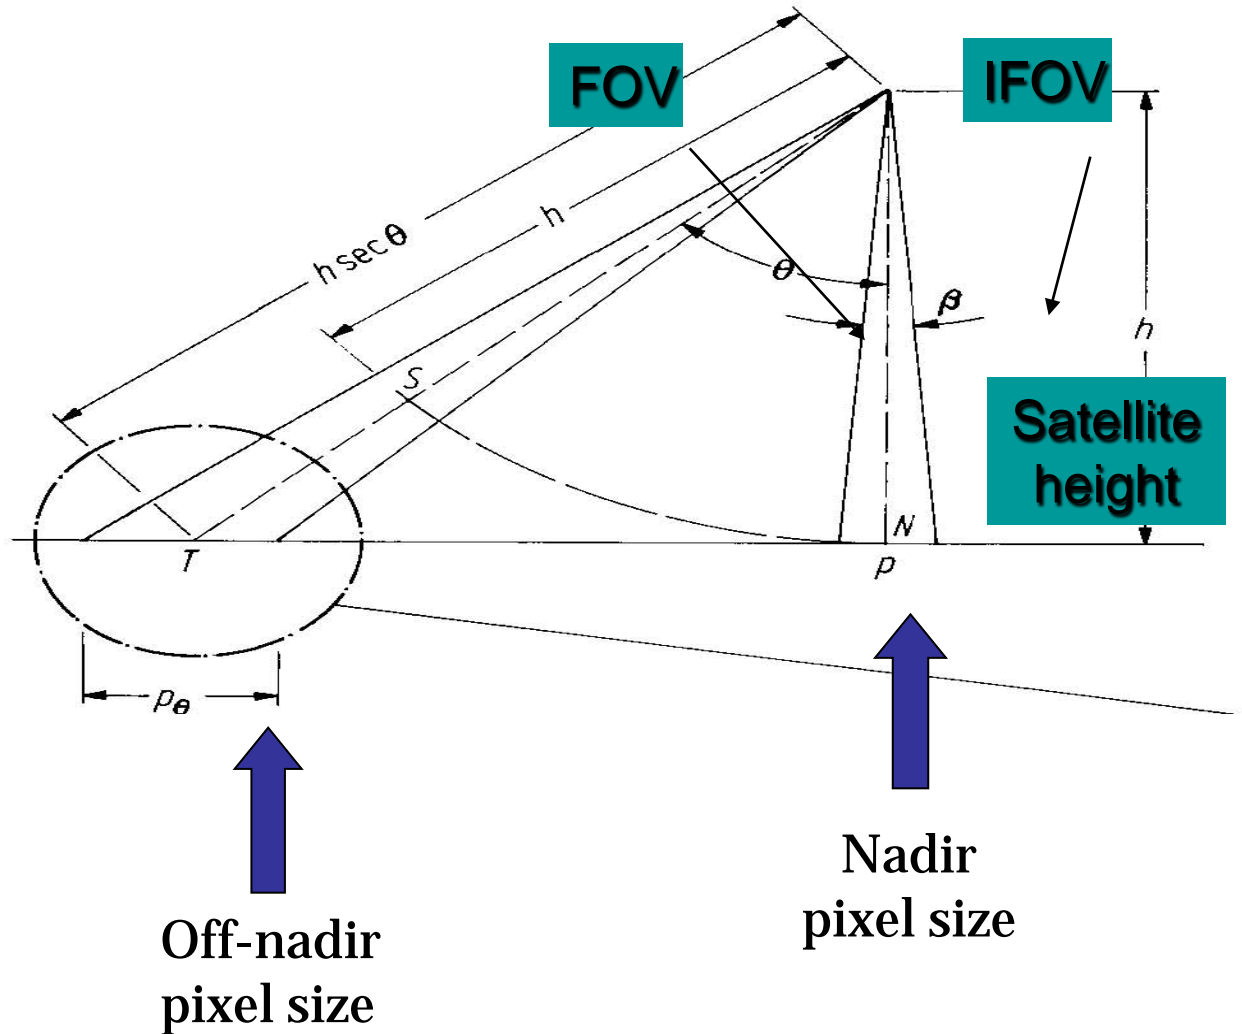 FOV
IFOV
h sec θ
h
θ
β
h
S
Satellite
height
N
T
p
pθ
Nadir
pixel size
Off-nadir
pixel size